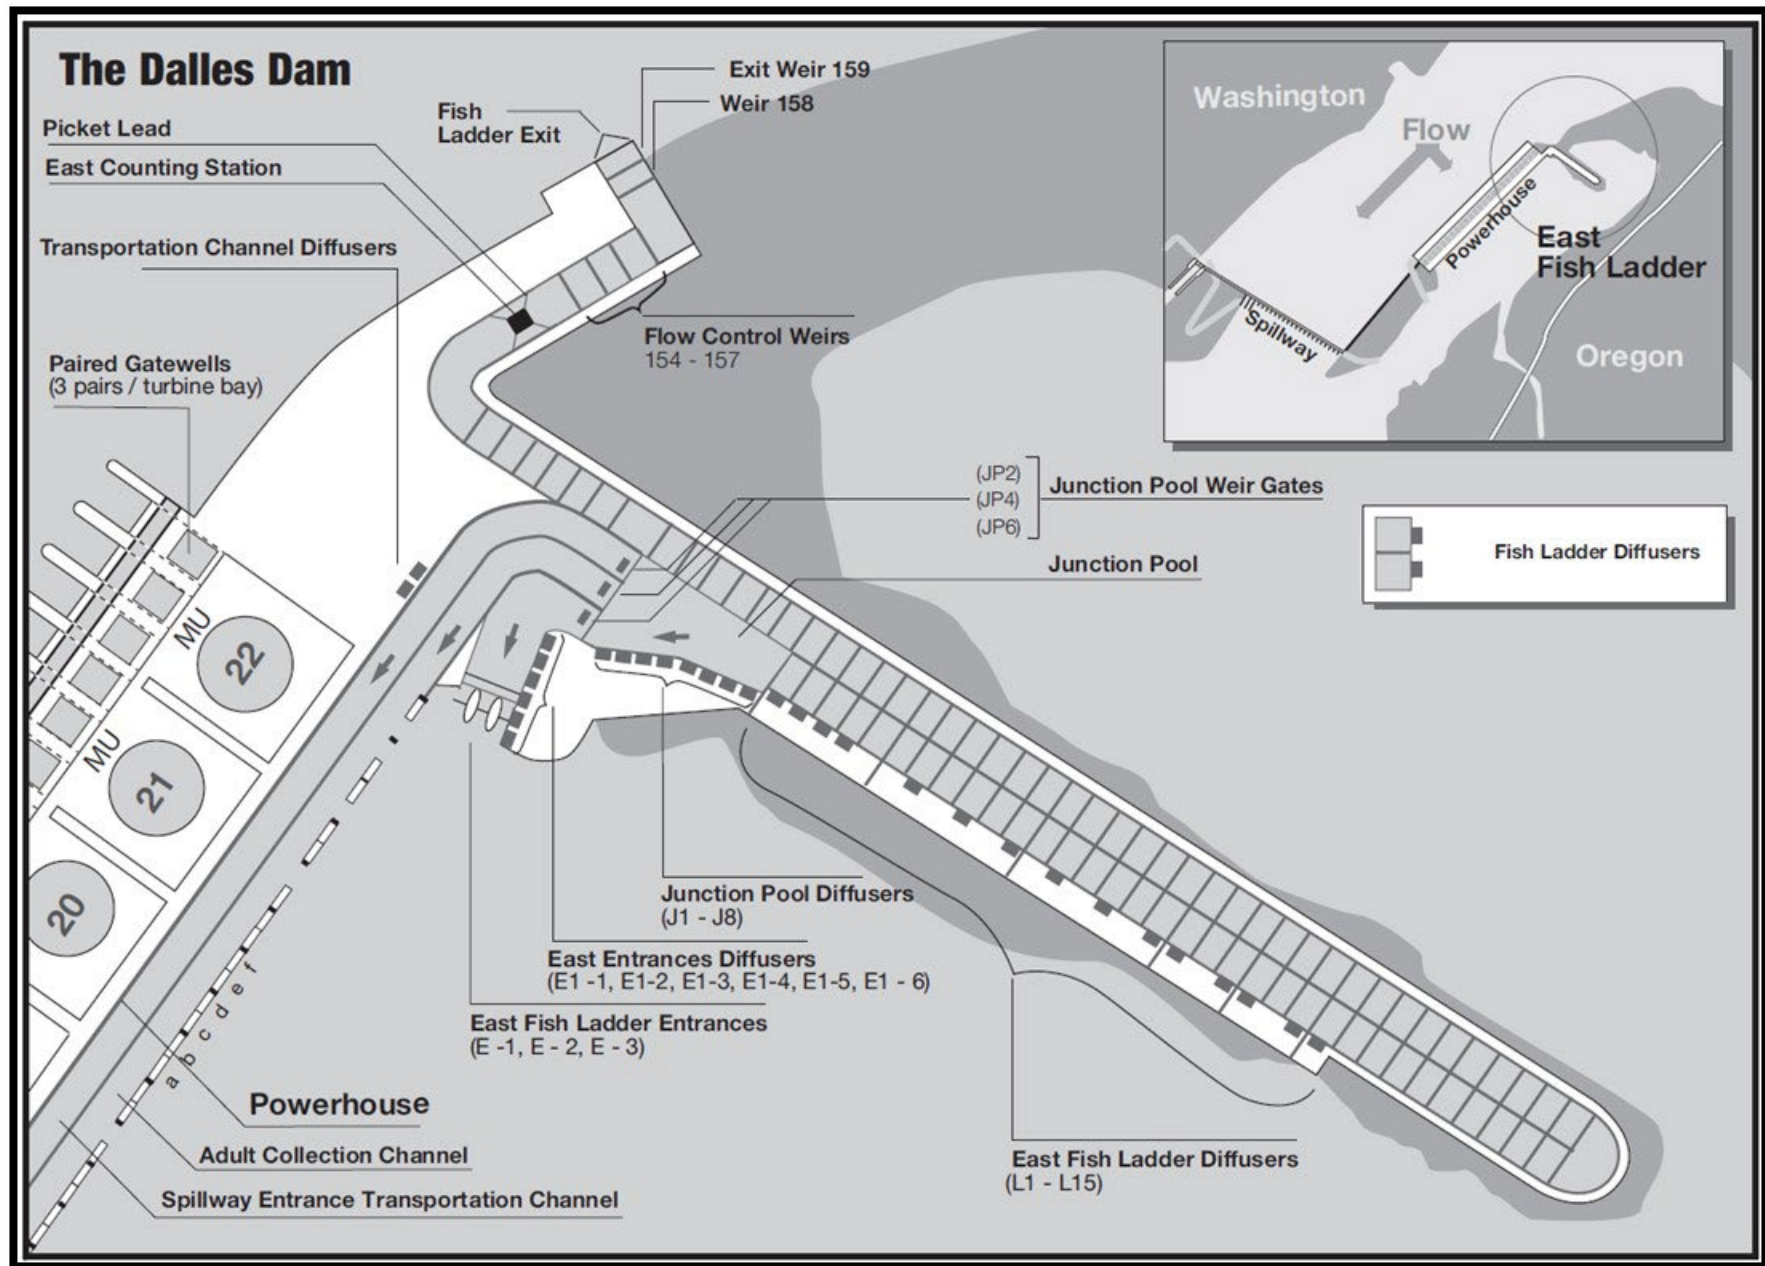 The Dalles Dam
Picket Lead
East Counting Station
Transportation Channel Diffusers
Paired Gatewells
(3 pairs / turbine bay)
Fish
Ladder Exit
Exit Weir 159
Weir 158
Flow Control Weirs
154 - 157
Washington
Flow
Powerhouse
East
Fish Ladder
Spillway
Oregon
(JP2)
(JP4)
(JP6)
Junction Pool Weir Gates
Junction Pool
Fish Ladder Diffusers
MU
22
MU
21
20
a b c d e f
Junction Pool Diffusers
(J1 - J8)
East Entrances Diffusers
(E1 -1, E1-2, E1-3, E1-4, E1-5, E1 - 6)
East Fish Ladder Entrances
(E -1, E - 2, E - 3)
Powerhouse
Adult Collection Channel
Spillway Entrance Transportation Channel
East Fish Ladder Diffusers
(L1 - L15)